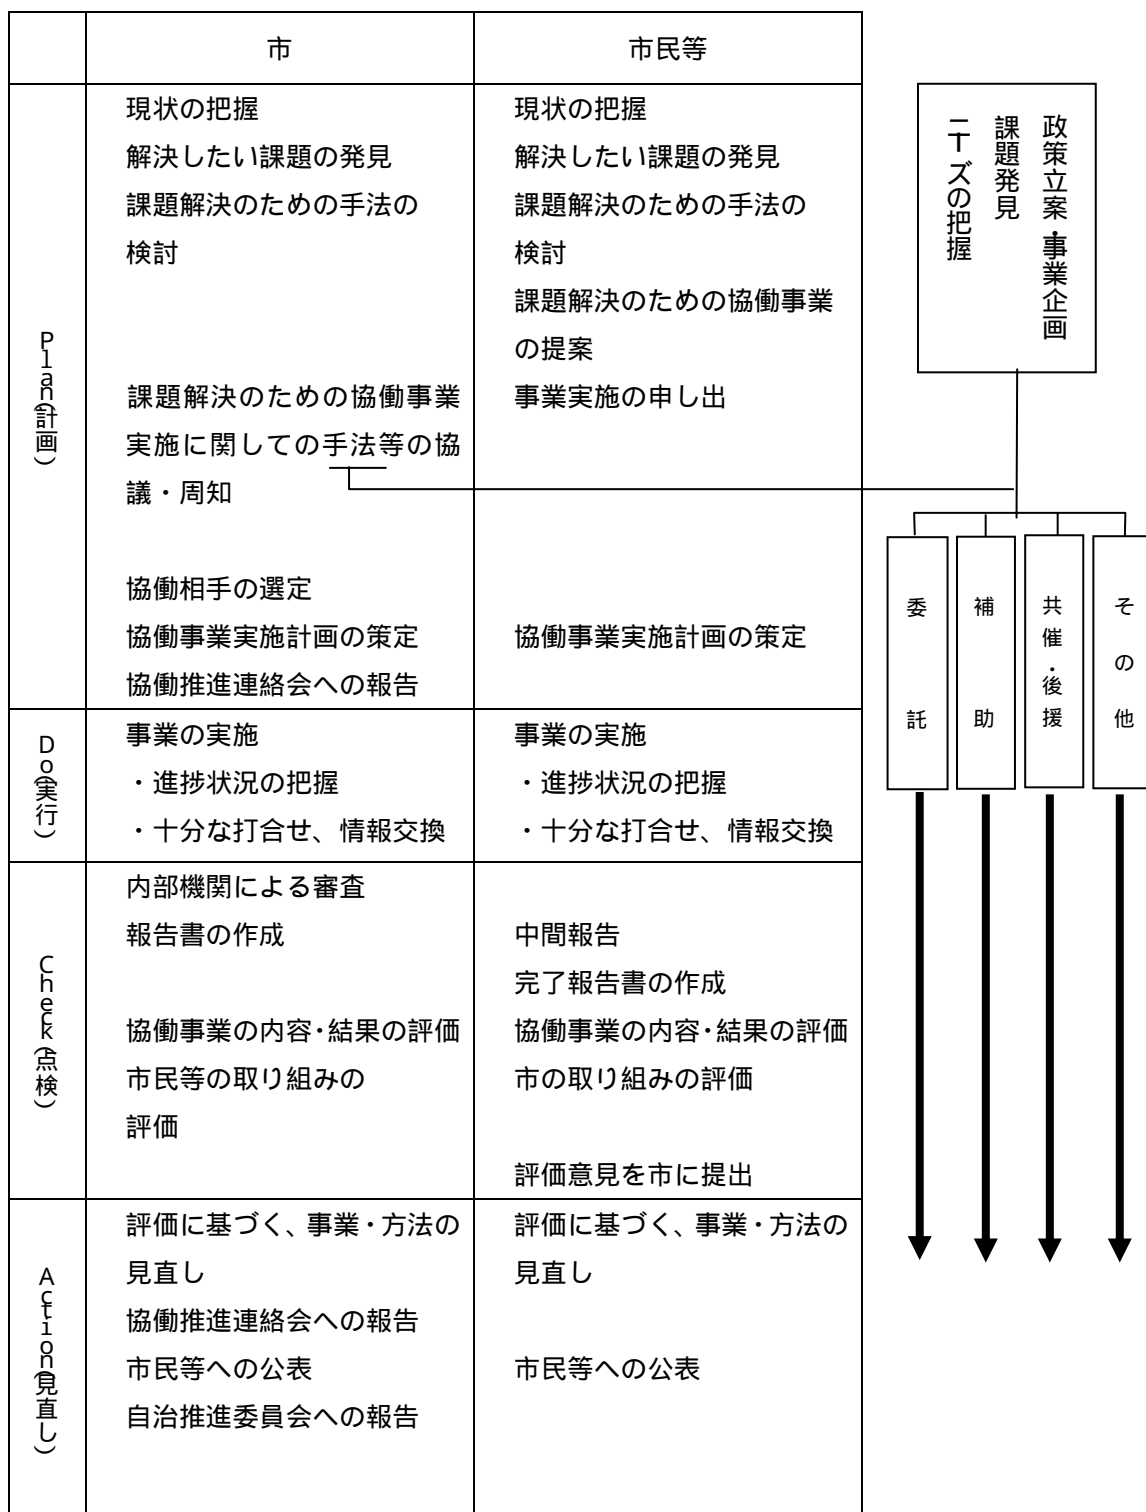 市
市民等
Plan(計画)
現状の把握
解決したい課題の発見
課題解決のための手法の
検討
課題解決のための協働事業
実施に関しての手法等の協
議・周知
協働相手の選定
協働事業実施計画の策定
協働推進連絡会への報告
現状の把握
解決したい課題の発見
課題解決のための手法の
検討
課題解決のための協働事業
の提案
事業実施の申し出
協働事業実施計画の策定
Do(実行)
事業の実施
・進捗状況の把握
・十分な打合せ、情報交換
事業の実施
・進捗状況の把握
・十分な打合せ、情報交換
Check(点検)
内部機関による審査
報告書の作成
協働事業の内容・結果の評価
市民等の取り組みの
評価
中間報告
完了報告書の作成
協働事業の内容・結果の評価
市の取り組みの評価
評価意見を市に提出
Action(見直し)
評価に基づく、事業・方法の
見直し
協働推進連絡会への報告
市民等への公表
自治推進委員会への報告
評価に基づく、事業・方法の
見直し
市民等への公表
政策立案・事業企画
課題発見
ニーズの把握
委託
補助
共催・後援
その他